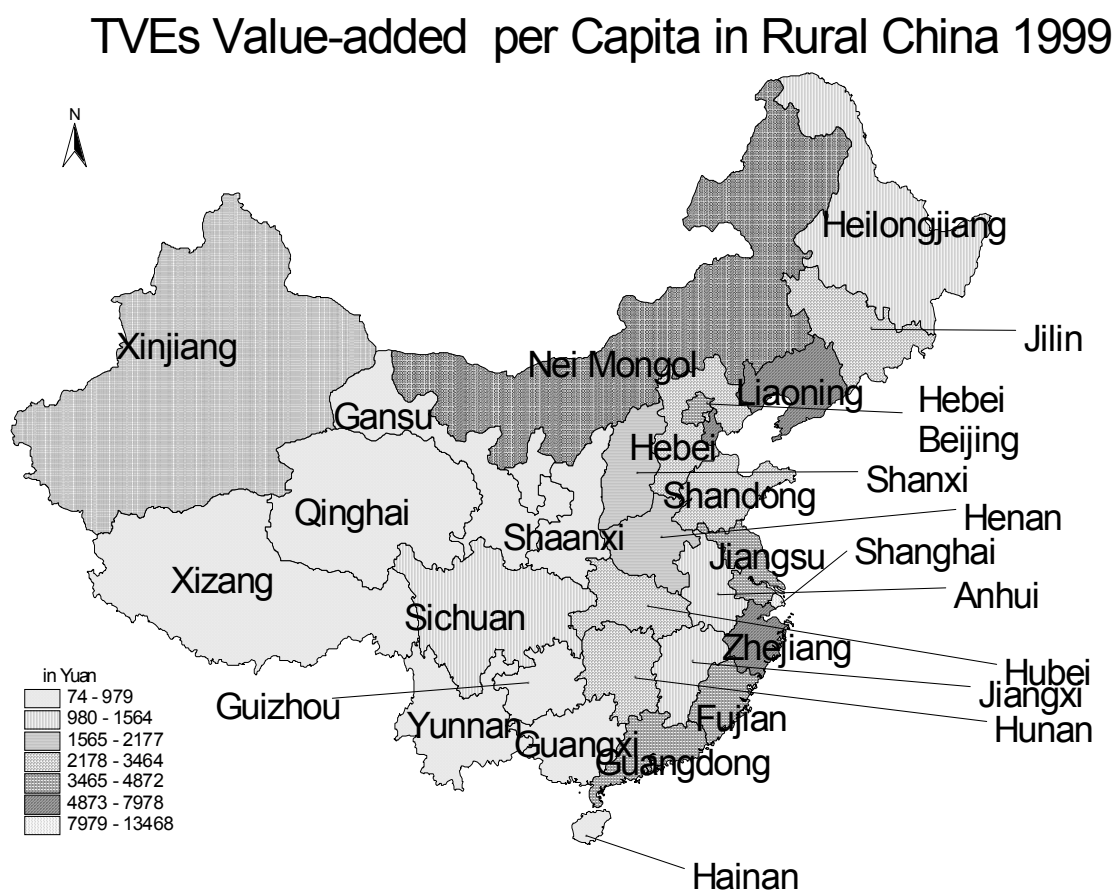 TVEs Value-added per Capita in Rural China 1999
N
Heilongjiang
Xinjiang
Jilin
Nei Mongol
Liaoning
Gansu
Hebei
Beijing
Hebei
Shanxi
Shandong
Qinghai
Henan
Shaanxi
Jiangsu
Shanghai
Xizang
Anhui
Sichuan
Zhejiang
Hubei
Jiangxi
Guizhou
Yunnan
Fujian
Hunan
Guangxi
Guangdong
Hainan
in Yuan
74 - 979
980 - 1564
1565 - 2177
2178 - 3464
3465 - 4872
4873 - 7978
7979 - 13468